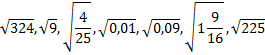 √324, √9, √(4/25), √0,01, √0,09, √(1 9/16), √225